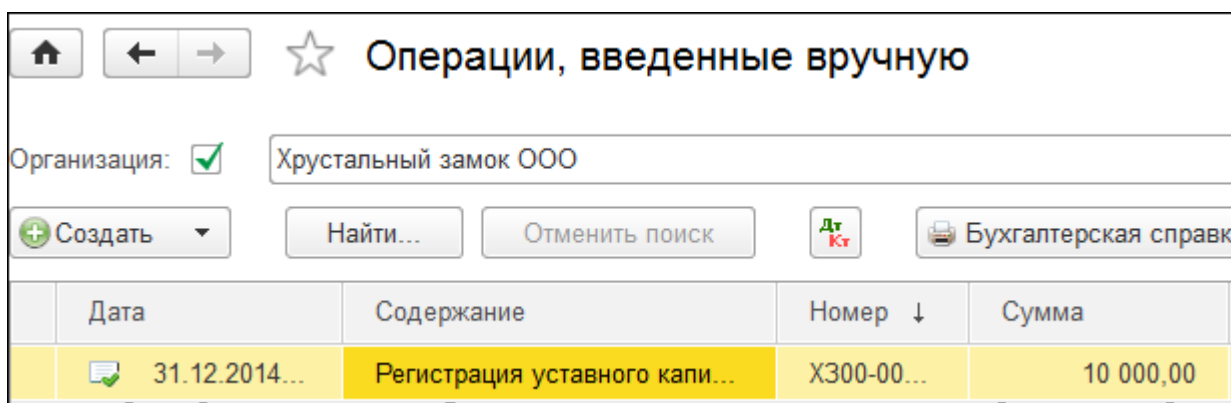 Операции, введенные вручную
Организация: Хрустальный замок ООО
Создать Найти... Отменить поиск Дт Кт Бухгалтерская справк
Дата Содержание Номер ↓ Сумма
31.12.2014... Регистрация уставного капи... ХЗ00-00... 10 000,00